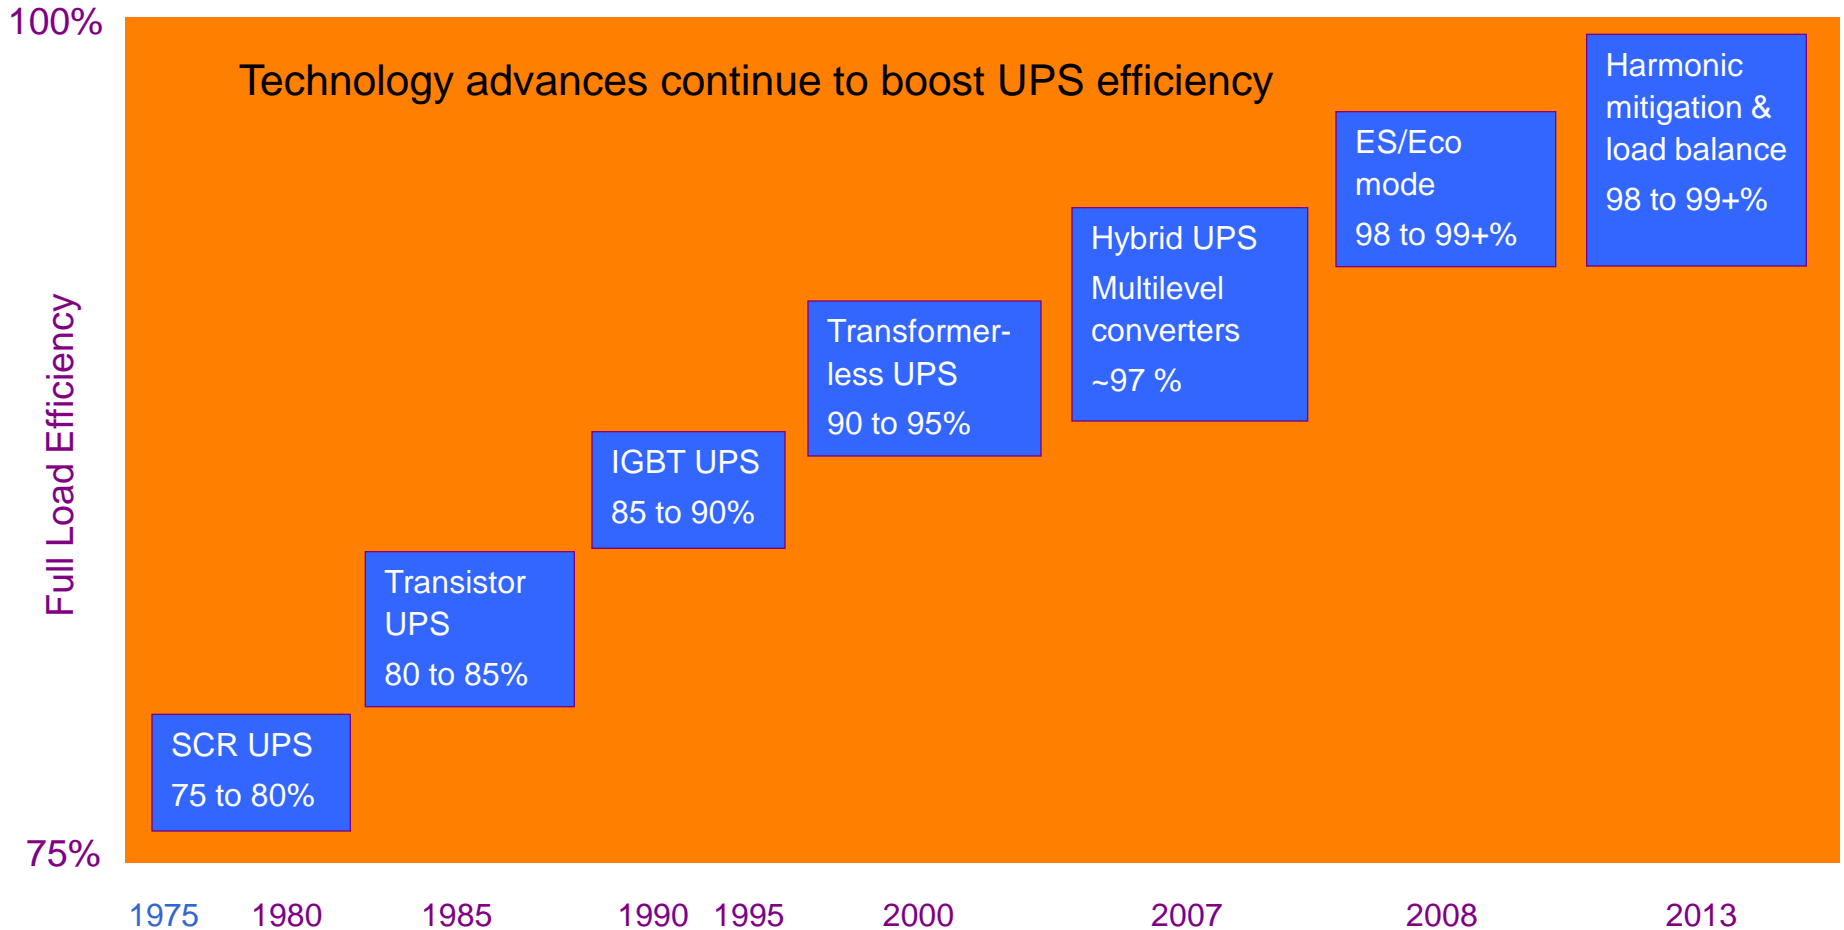 100%
Technology advances continue to boost UPS efficiency
Harmonic
mitigation &
load balance
98 to 99+%
ES/Eco
mode
98 to 99+%
Hybrid UPS
Multilevel
converters
~97 %
Transformer-
less UPS
90 to 95%
IGBT UPS
85 to 90%
Transistor
UPS
80 to 85%
SCR UPS
75 to 80%
Full Load Efficiency
75%
1975 1980 1985 1990 1995 2000 2007 2008 2013